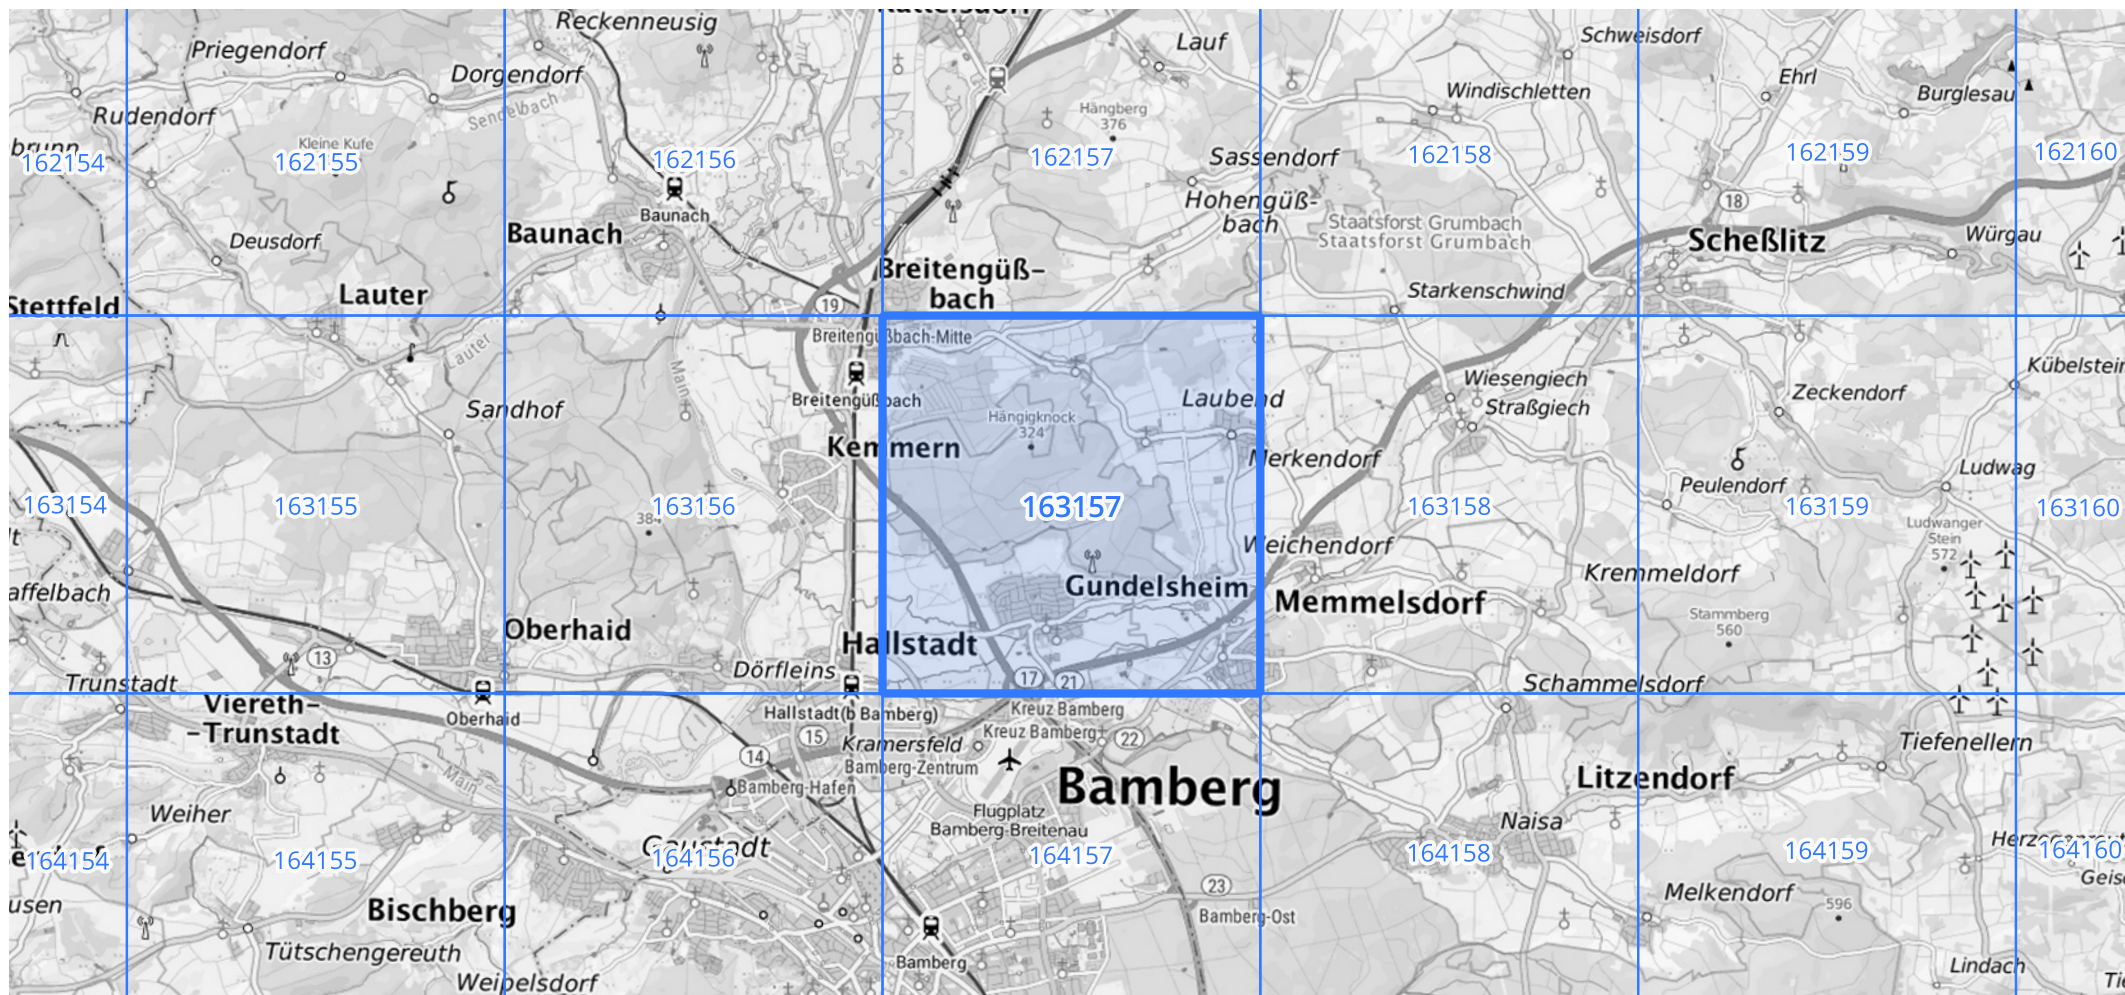 Reckenneusig
Priegendorf
Dorgendorf
Sendelbach
Rudendorf
Kleine Kufe
162154
162155
162156
162157
162158
162159
162160
Lauf
Hängberg
376
Sassendorf
Hohengüß-
bach
Schweisdorf
Windischletten
Ehrl
Burglesau
Staatsforst Grumbach
Staatsforst Grumbach
18
Scheßlitz
Würgau
Starkenschwind
Baunach
Baunach
Deusdorf
Stettfeld
Lauter
19
Breitengüß-
bach
Breitengüßbach-Mitte
Breitengüßbach
Lauter
Main
Sandhof
Kemmern
Hängigknock
324
Laubend
Merkendorf
Wiesengiech
Straßgiech
Zeckendorf
Kübelstein
Ludwag
Peulendorf
163154
163155
163156
163157
163158
163159
163160
Ludwanger
Stein
572
Weichendorf
Gundelsheim
Memmelsdorf
Kremmeldorf
Stammberg
560
Oberhaid
Hallstadt
Dörfleins
13
17
21
Trunstadt
Schammelsdorf
Viereth-
-Trunstadt
Oberhaid
Hallstadt(b Bamberg)
Kreuz Bamberg
Kreuz Bamberg
14
15
22
Kramersfeld
Bamberg-Zentrum
Bamberg-Hafen
Main
Bamberg
Litzendorf
Tiefenellern
Weiher
Flugplatz
Bamberg-Breitenau
Naisa
Gaustadt
164154
164155
164156
164157
164158
164159
164160
23
Bamberg-Ost
Melkendorf
596
Bischberg
Tütschengereuth
Weipelsdorf
Bamberg
Lindach